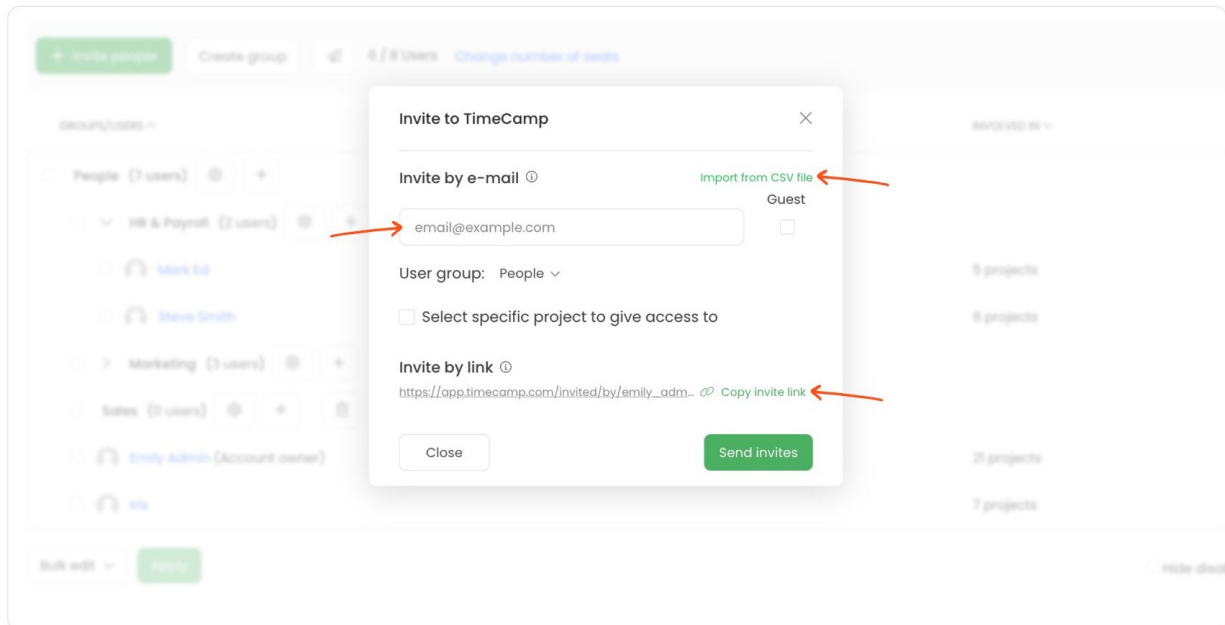 + Invite people Create group 6 / 8 Users Change number of seats
GROUPS/USERS INVOLVED IN
Invite to TimeCamp
People (7 users) +
Invite by e-mail Import from CSV file
Guest
HR & Payroll (2 users) +
email@example.com
Mark Ed 5 projects
User group: People
Steve Smith 6 projects
Select specific project to give access to
Marketing (3 users) +
Invite by link
https://app.timecamp.com/invited/by/emily_adm... Copy invite link
Sales (0 users) +
Emily Admin (Account owner) 21 projects
Close Send invites
Iris 7 projects
Bulk edit Apply Hide disa